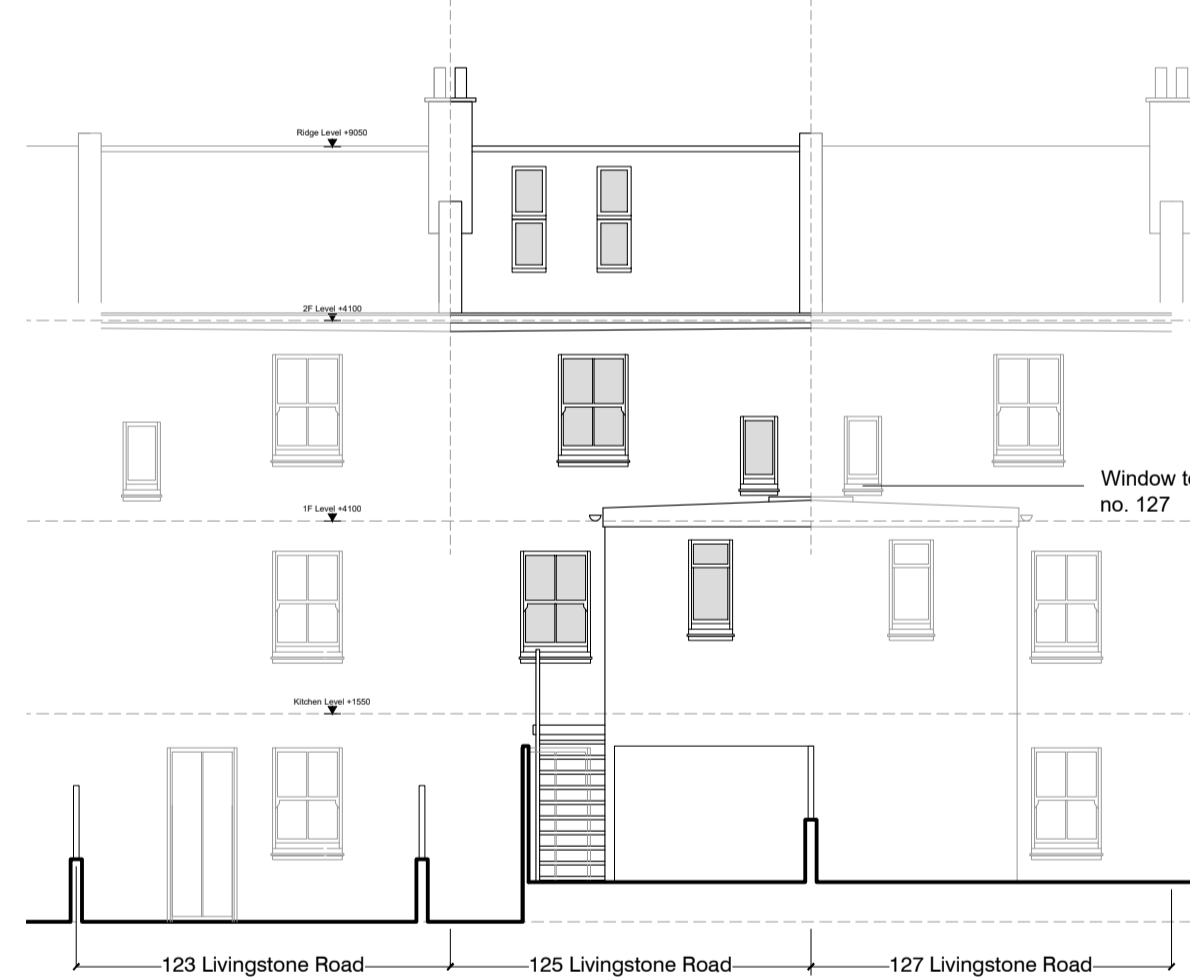 Ridge Level +9050
2F Level +4100
Window to
no. 127
1F Level +4100
Kitchen Level +1550
123 Livingstone Road
125 Livingstone Road
127 Livingstone Road